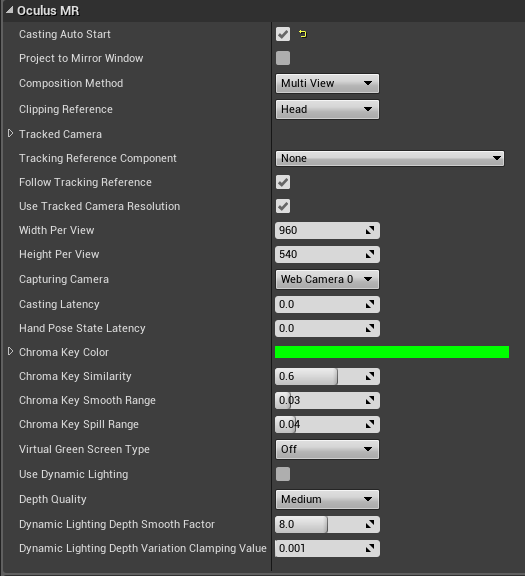 Oculus MR
Casting Auto Start
Project to Mirror Window
Composition Method Multi View
Clipping Reference Head
Tracked Camera
Tracking Reference Component None
Follow Tracking Reference
Use Tracked Camera Resolution
Width Per View 960
Height Per View 540
Capturing Camera Web Camera 0
Casting Latency 0.0
Hand Pose State Latency 0.0
Chroma Key Color
Chroma Key Similarity 0.6
Chroma Key Smooth Range 0.03
Chroma Key Spill Range 0.04
Virtual Green Screen Type Off
Use Dynamic Lighting
Depth Quality Medium
Dynamic Lighting Depth Smooth Factor 8.0
Dynamic Lighting Depth Variation Clamping Value 0.001